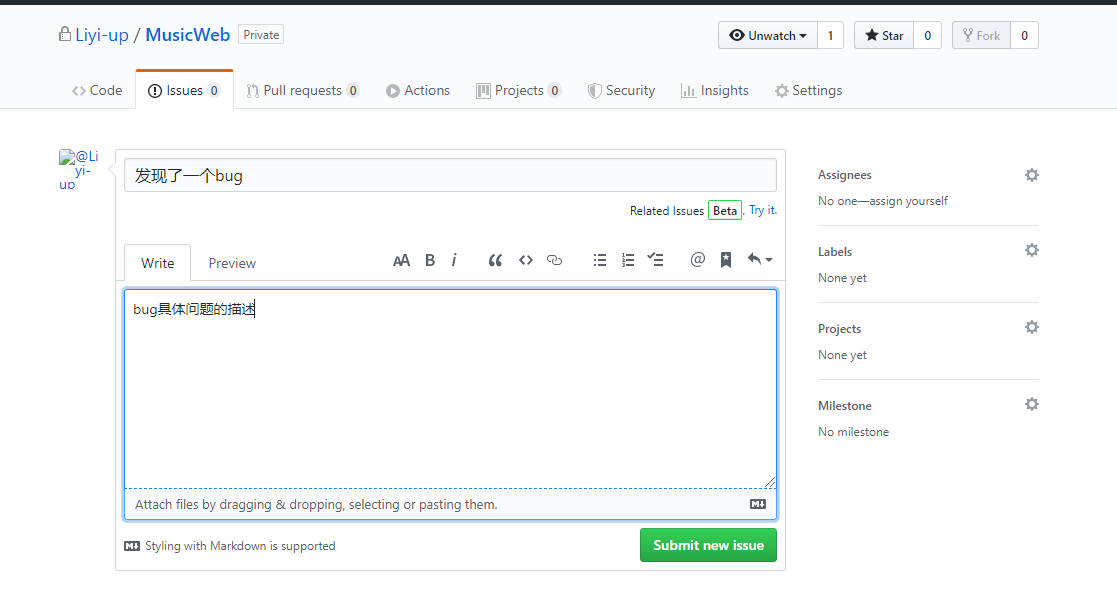 Liyi-up / MusicWeb Private
Unwatch 1 Star 0 Fork 0
Code Issues 0 Pull requests 0 Actions Projects 0 Security Insights Settings
@Li
yi-
up
发现了一个bug
Related Issues Beta. Try it.
Write Preview
AA B i “ <> @
bug具体问题的描述
Attach files by dragging & dropping, selecting or pasting them.
Styling with Markdown is supported
Submit new issue
Assignees
No one—assign yourself
Labels
None yet
Projects
None yet
Milestone
No milestone